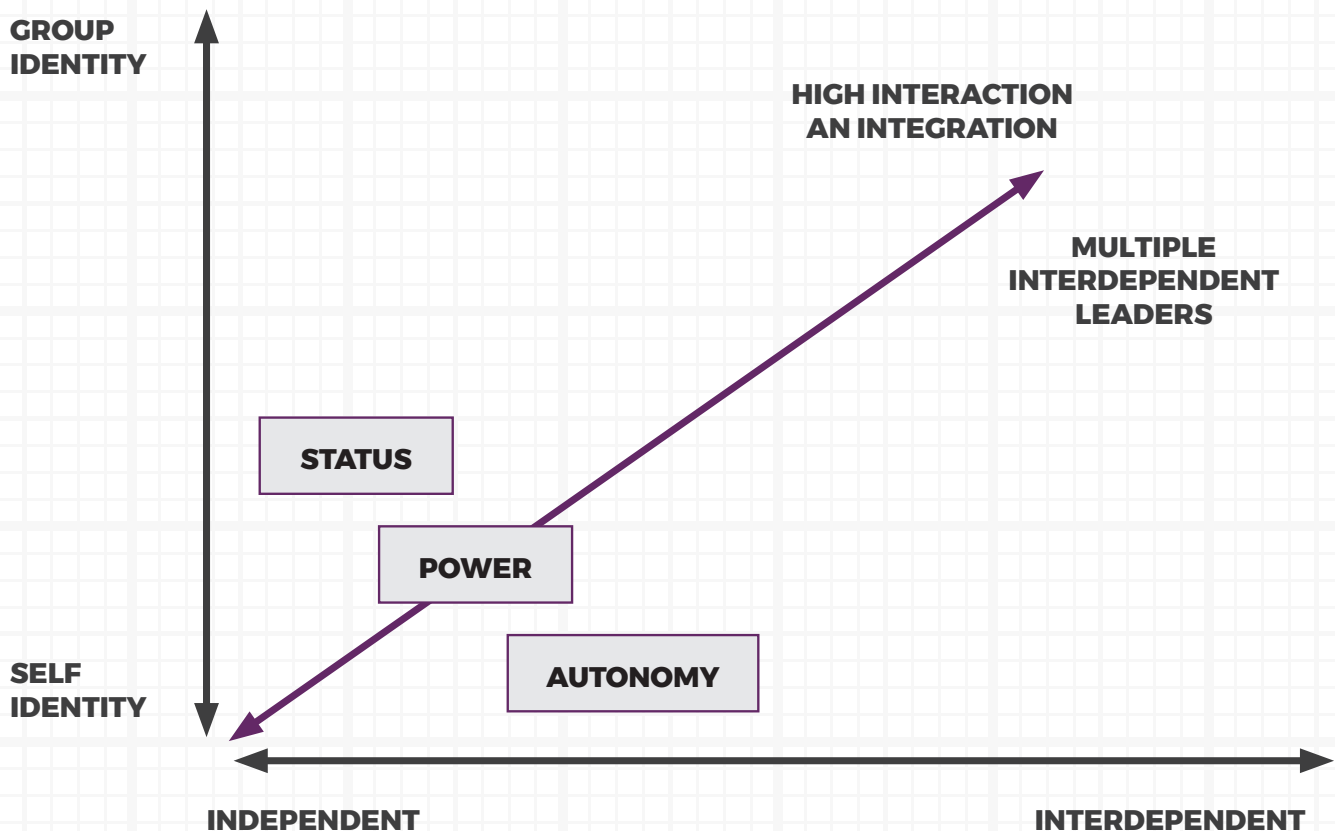 GROUP
IDENTITY
HIGH INTERACTION
AN INTEGRATION
MULTIPLE
INTERDEPENDENT
LEADERS
STATUS
POWER
AUTONOMY
SELF
IDENTITY
INDEPENDENT
INTERDEPENDENT